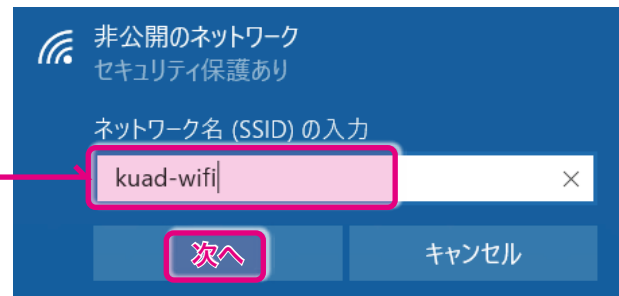 非公開のネットワーク
セキュリティ保護あり
ネットワーク名 (SSID) の入力
kuad-wifi
次へ キャンセル